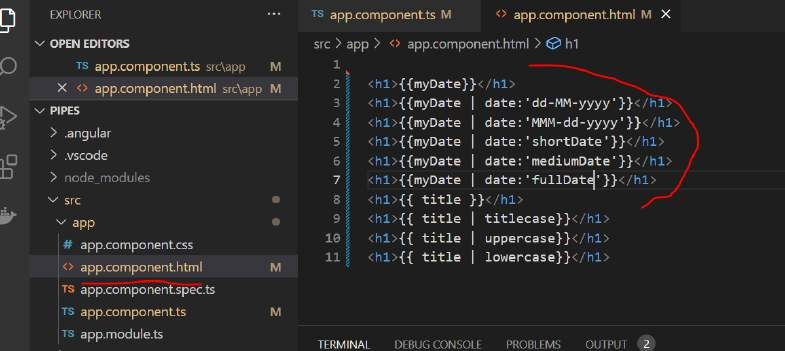 EXPLORER
···
OPEN EDITORS
TS app.component.ts src\app M
× <> app.component.html src\app M
PIPES
> .angular
> .vscode
> node_modules
src
app
# app.component.css
<> app.component.html M
TS app.component.spec.ts
TS app.component.ts M
TS app.module.ts
TS app.component.ts M
<> app.component.html M ×
src > app > <> app.component.html > h1
1
2 <h1>{{myDate}}</h1>
3 <h1>{{myDate | date:'dd-MM-yyyy'}}</h1>
4 <h1>{{myDate | date:'MMM-dd-yyyy'}}</h1>
5 <h1>{{myDate | date:'shortDate'}}</h1>
6 <h1>{{myDate | date:'mediumDate'}}</h1>
7 <h1>{{myDate | date:'fullDate'}}</h1>
8 <h1>{{ title }}</h1>
9 <h1>{{ title | titlecase}}</h1>
10 <h1>{{ title | uppercase}}</h1>
11 <h1>{{ title | lowercase}}</h1>
TERMINAL DEBUG CONSOLE PROBLEMS OUTPUT 2